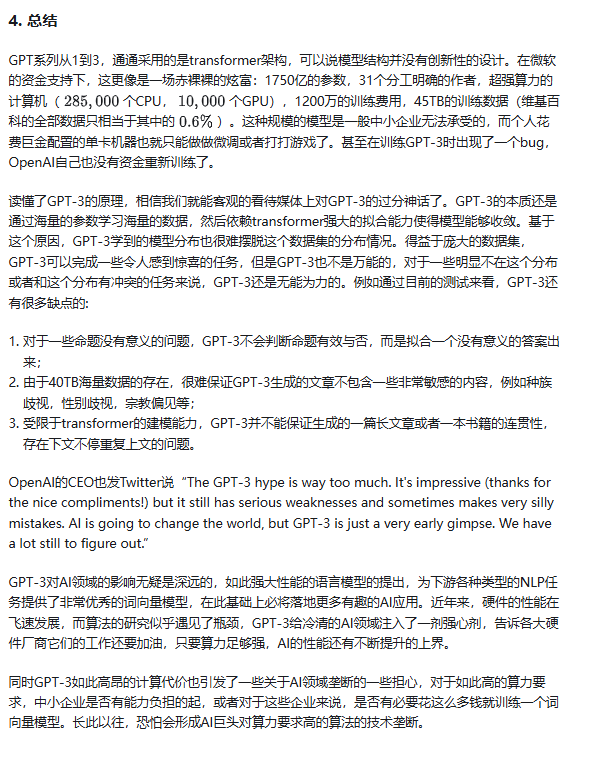 4. 总结
GPT系列从1到3，通通采用的是transformer架构，可以说模型结构并没有创新性的设计。在微软
的资金支持下，这更像是一场赤裸裸的炫富：1750亿的参数，31个分工明确的作者，超强算力的
计算机（ 285,000 个CPU， 10,000 个GPU），1200万的训练费用，45TB的训练数据（维基百
科的全部数据只相当于其中的 0.6% ）。这种规模的模型是一般中小企业无法承受的，而个人花
费巨金配置的单卡机器也就只能做做微调或者打打游戏了。甚至在训练GPT-3时出现了一个bug，
OpenAI自己也没有资金重新训练了。
读懂了GPT-3的原理，相信我们就能客观的看待媒体上对GPT-3的过分神话了。GPT-3的本质还是
通过海量的参数学习海量的数据，然后依赖transformer强大的拟合能力使得模型能够收敛。基于
这个原因，GPT-3学到的模型分布也很难摆脱这个数据集的分布情况。得益于庞大的数据集，
GPT-3可以完成一些令人感到惊喜的任务，但是GPT-3也不是万能的，对于一些明显不在这个分布
或者和这个分布有冲突的任务来说，GPT-3还是无能为力的。例如通过目前的测试来看，GPT-3还
有很多缺点的:
1. 对于一些命题没有意义的问题，GPT-3不会判断命题有效与否，而是拟合一个没有意义的答案出
来；
2. 由于40TB海量数据的存在，很难保证GPT-3生成的文章不包含一些非常敏感的内容，例如种族
歧视，性别歧视，宗教偏见等；
3. 受限于transformer的建模能力，GPT-3并不能保证生成的一篇长文章或者一本书籍的连贯性，
存在下文不停重复上文的问题。
OpenAI的CEO也发Twitter说“The GPT-3 hype is way too much. It's impressive (thanks for
the nice compliments!) but it still has serious weaknesses and sometimes makes very silly
mistakes. AI is going to change the world, but GPT-3 is just a very early gimpse. We have
a lot still to figure out.”
GPT-3对AI领域的影响无疑是深远的，如此强大性能的语言模型的提出，为下游各种类型的NLP任
务提供了非常优秀的词向量模型，在此基础上必将落地更多有趣的AI应用。近年来，硬件的性能在
飞速发展，而算法的研究似乎遇见了瓶颈，GPT-3给冷清的AI领域注入了一剂强心剂，告诉各大硬
件厂商它们的工作还要加油，只要算力足够强，AI的性能还有不断提升的上界。
同时GPT-3如此高昂的计算代价也引发了一些关于AI领域垄断的一些担心，对于如此高的算力要
求，中小企业是否有能力负担的起，或者对于这些企业来说，是否有必要花这么多钱就训练一个词
向量模型。长此以往，恐怕会形成AI巨头对算力要求高的算法的技术垄断。